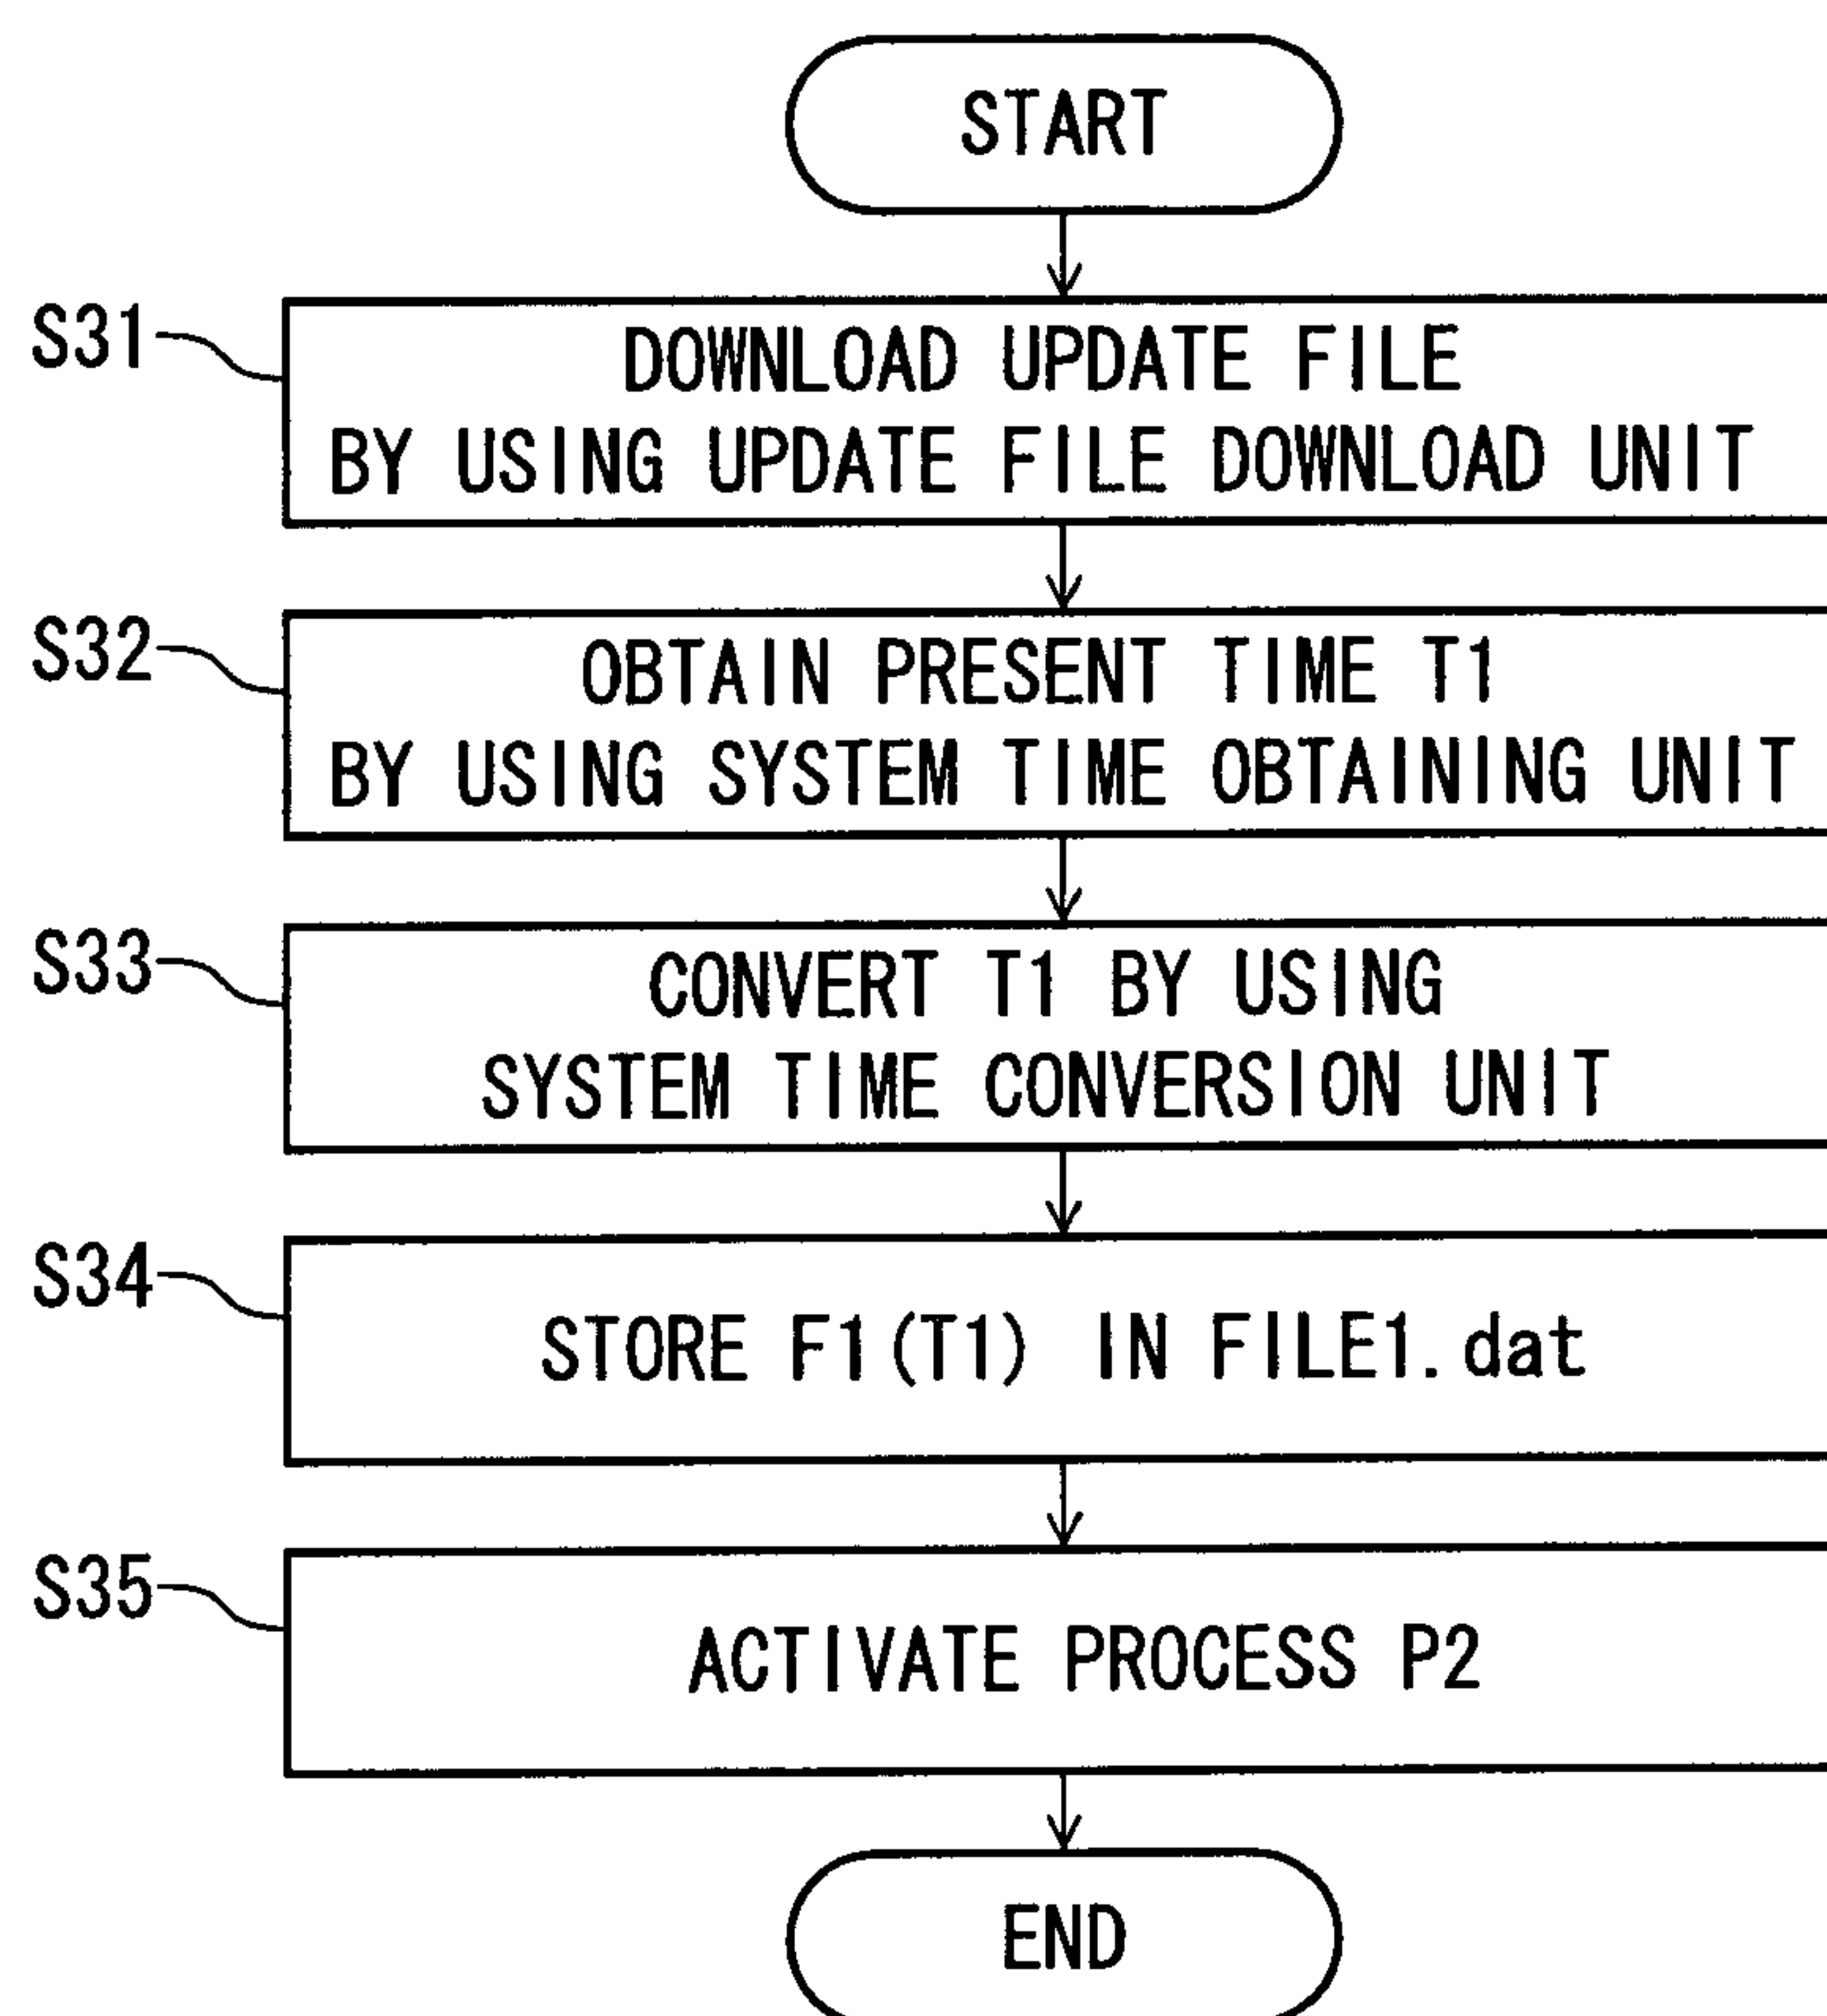 START
S31
DOWNLOAD UPDATE FILE
BY USING UPDATE FILE DOWNLOAD UNIT
S32
OBTAIN PRESENT TIME T1
BY USING SYSTEM TIME OBTAINING UNIT
S33
CONVERT T1 BY USING
SYSTEM TIME CONVERSION UNIT
S34
STORE F1(T1) IN FILE1.dat
S35
ACTIVATE PROCESS P2
END